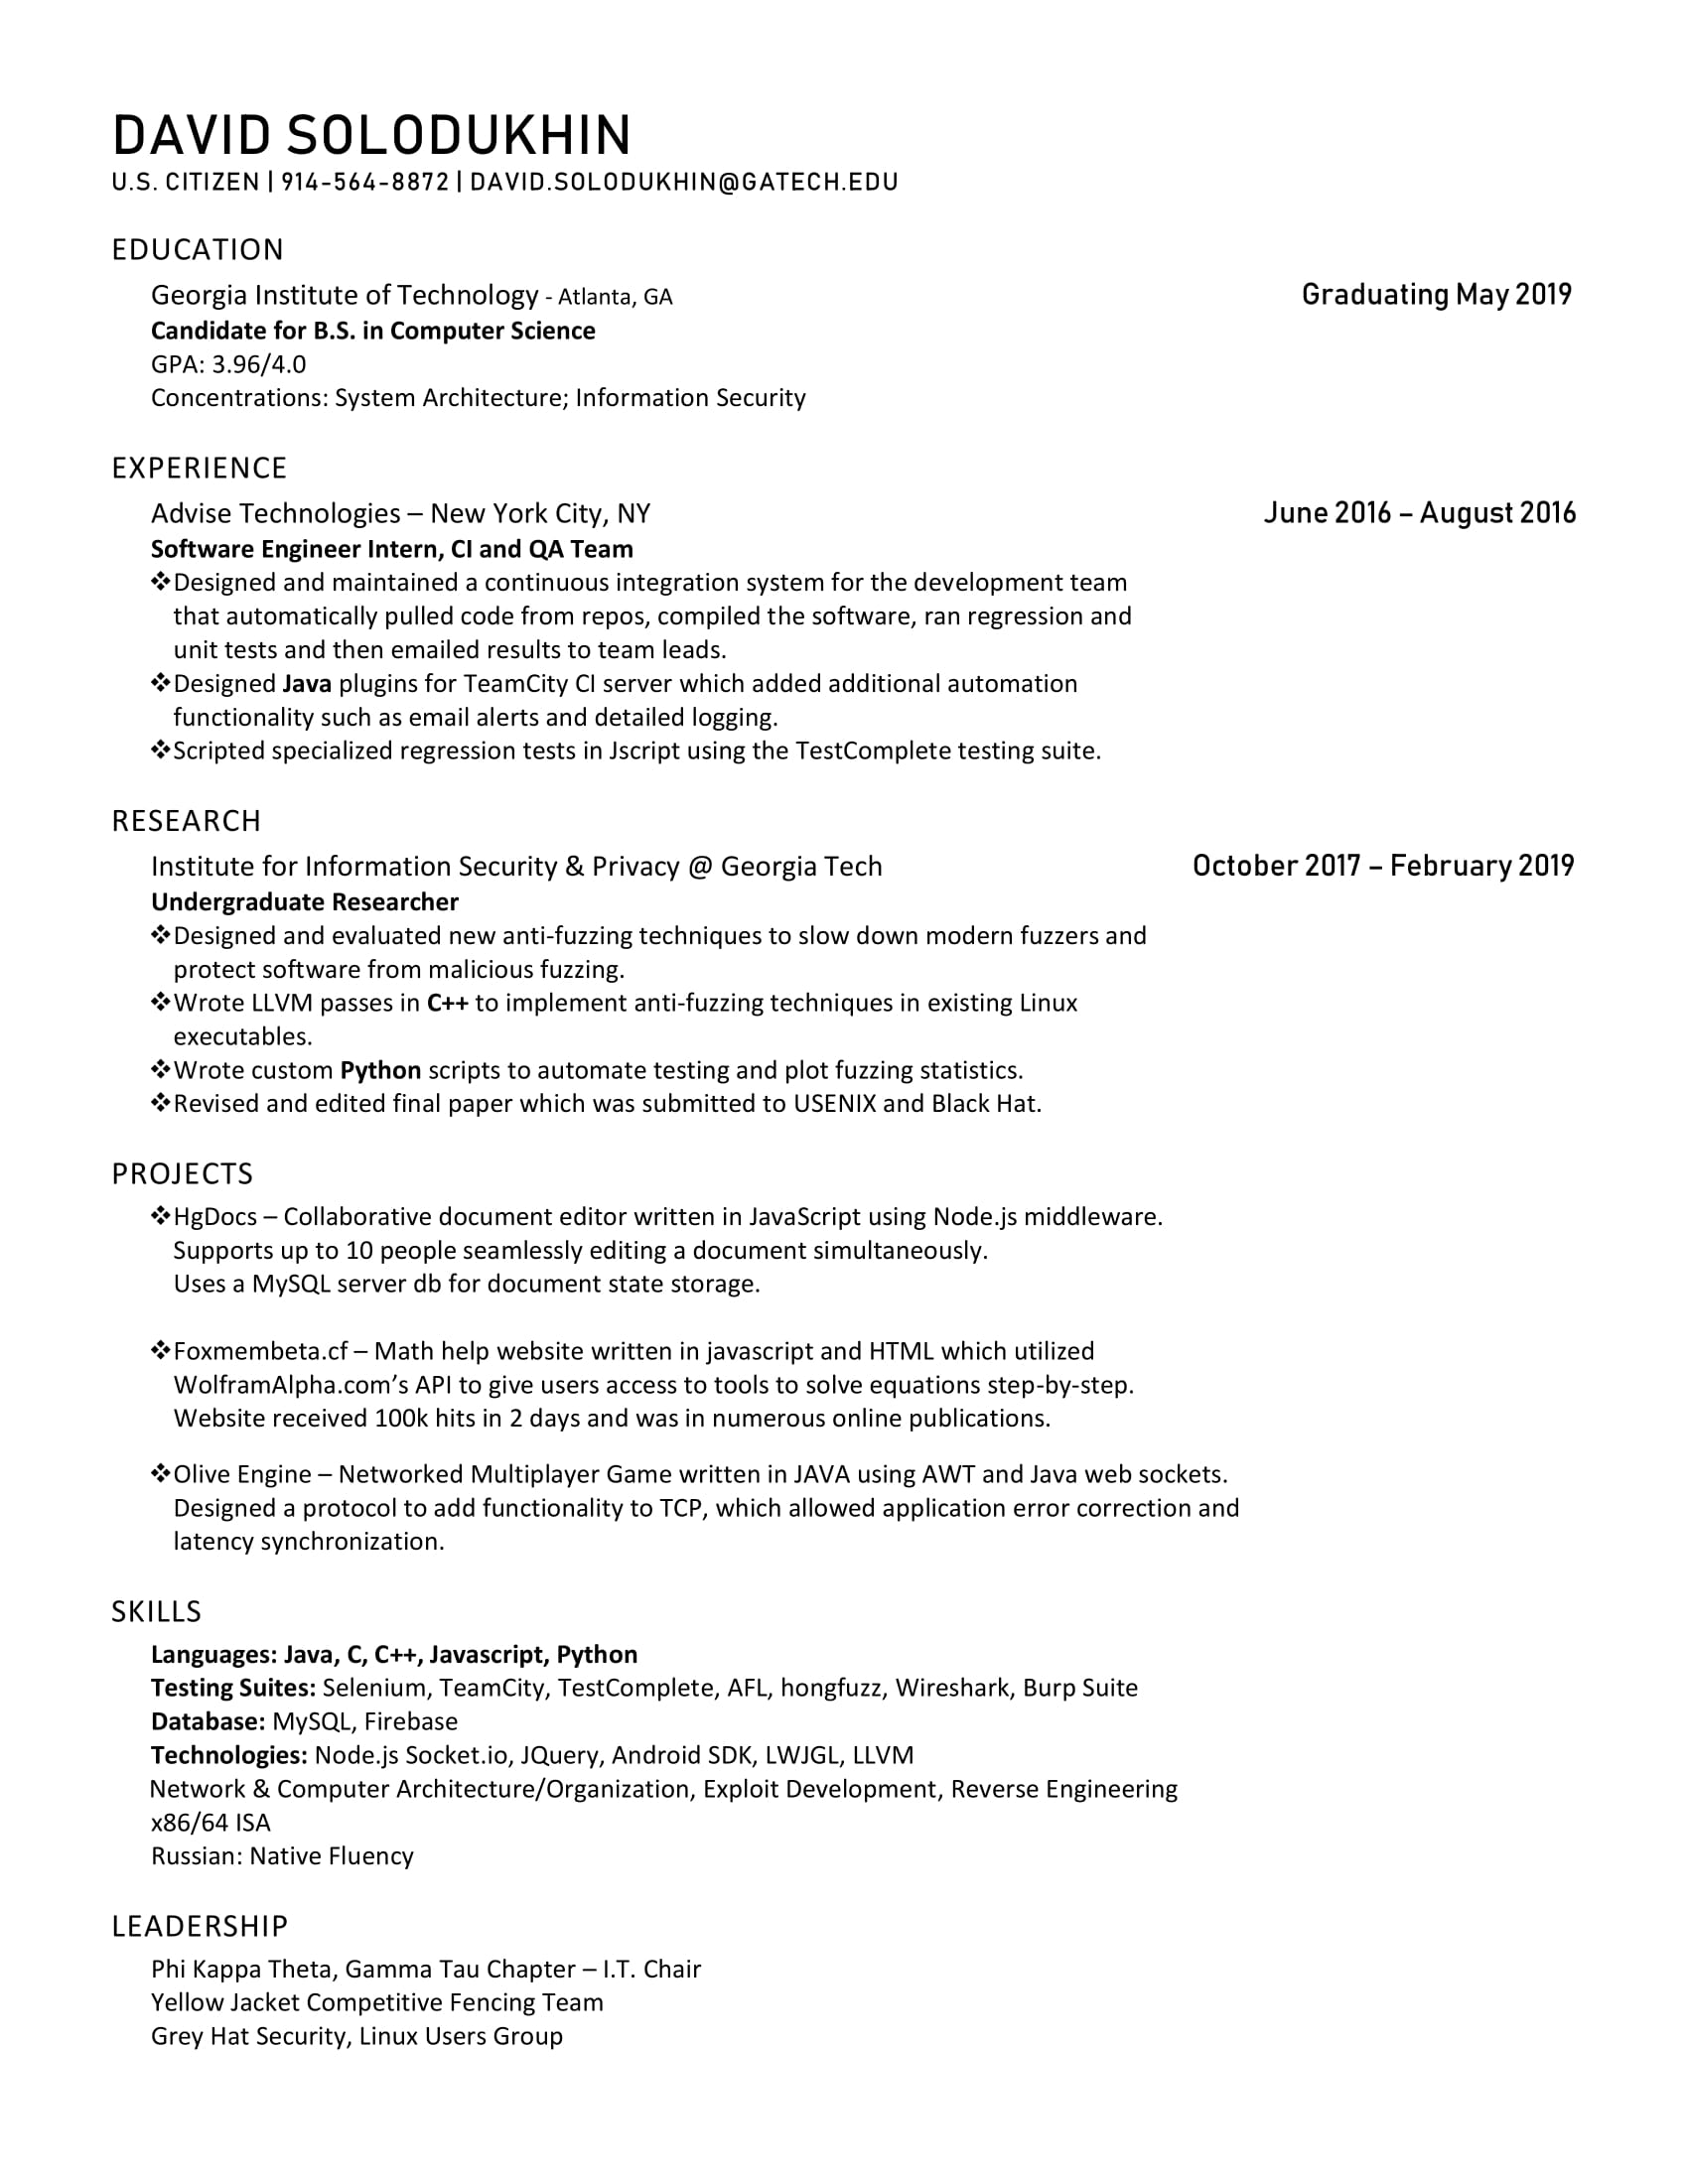 DAVID SOLODUKHIN
U.S. CITIZEN | 914-564-8872 | DAVID.SOLODUKHIN@GATECH.EDU
EDUCATION
Georgia Institute of Technology - Atlanta, GA Graduating May 2019
Candidate for B.S. in Computer Science
GPA: 3.96/4.0
Concentrations: System Architecture; Information Security
EXPERIENCE
Advise Technologies – New York City, NY June 2016 – August 2016
Software Engineer Intern, CI and QA Team
❖Designed and maintained a continuous integration system for the development team
that automatically pulled code from repos, compiled the software, ran regression and
unit tests and then emailed results to team leads.
❖Designed Java plugins for TeamCity CI server which added additional automation
functionality such as email alerts and detailed logging.
❖Scripted specialized regression tests in Jscript using the TestComplete testing suite.
RESEARCH
Institute for Information Security & Privacy @ Georgia Tech October 2017 – February 2019
Undergraduate Researcher
❖Designed and evaluated new anti-fuzzing techniques to slow down modern fuzzers and
protect software from malicious fuzzing.
❖Wrote LLVM passes in C++ to implement anti-fuzzing techniques in existing Linux
executables.
❖Wrote custom Python scripts to automate testing and plot fuzzing statistics.
❖Revised and edited final paper which was submitted to USENIX and Black Hat.
PROJECTS
❖HgDocs – Collaborative document editor written in JavaScript using Node.js middleware.
Supports up to 10 people seamlessly editing a document simultaneously.
Uses a MySQL server db for document state storage.
❖Foxmembeta.cf – Math help website written in javascript and HTML which utilized
WolframAlpha.com’s API to give users access to tools to solve equations step-by-step.
Website received 100k hits in 2 days and was in numerous online publications.
❖Olive Engine – Networked Multiplayer Game written in JAVA using AWT and Java web sockets.
Designed a protocol to add functionality to TCP, which allowed application error correction and
latency synchronization.
SKILLS
Languages: Java, C, C++, Javascript, Python
Testing Suites: Selenium, TeamCity, TestComplete, AFL, hongfuzz, Wireshark, Burp Suite
Database: MySQL, Firebase
Technologies: Node.js Socket.io, JQuery, Android SDK, LWJGL, LLVM
Network & Computer Architecture/Organization, Exploit Development, Reverse Engineering
x86/64 ISA
Russian: Native Fluency
LEADERSHIP
Phi Kappa Theta, Gamma Tau Chapter – I.T. Chair
Yellow Jacket Competitive Fencing Team
Grey Hat Security, Linux Users Group